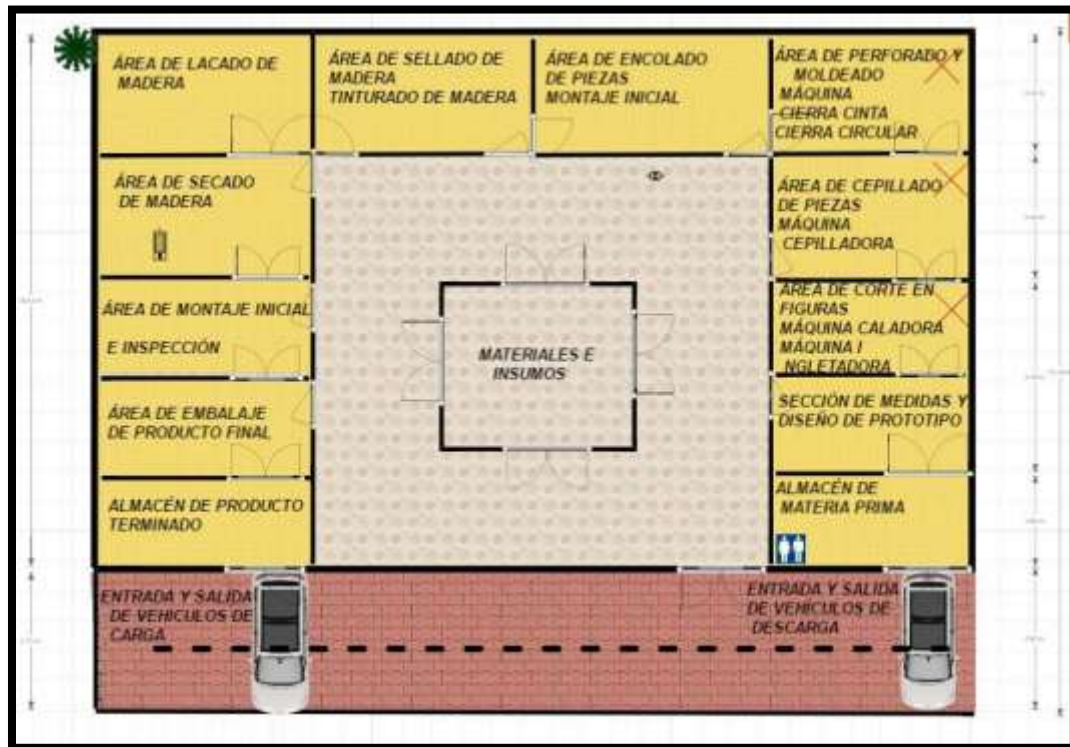 ÁREA DE LACADO DE
MADERA
ÁREA DE SELLADO DE
MADERA
TINTURADO DE MADERA
ÁREA DE ENCOLADO
DE PIEZAS
MONTAJE INICIAL
ÁREA DE PERFORADO Y
MOLDEADO
MÁQUINA
CIERRA CINTA
CIERRA CIRCULAR
ÁREA DE SECADO
DE MADERA
ÁREA DE CEPILLADO
DE PIEZAS
MÁQUINA
CEPILLADORA
ÁREA DE MONTAJE INICIAL
E INSPECCIÓN
MATERIALES E
INSUMOS
ÁREA DE CORTE EN
FIGURAS
MÁQUINA CALADORA
MÁQUINA I
NGLETADORA
ÁREA DE EMBALAJE
DE PRODUCTO FINAL
SECCIÓN DE MEDIDAS Y
DISEÑO DE PROTOTIPO
ALMACÉN DE PRODUCTO
TERMINADO
ALMACÉN DE
MATERIA PRIMA
ENTRADA Y SALIDA
DE VEHICULOS DE
CARGA
ENTRADA Y SALIDA
DE VEHICULOS DE
DESCARGA